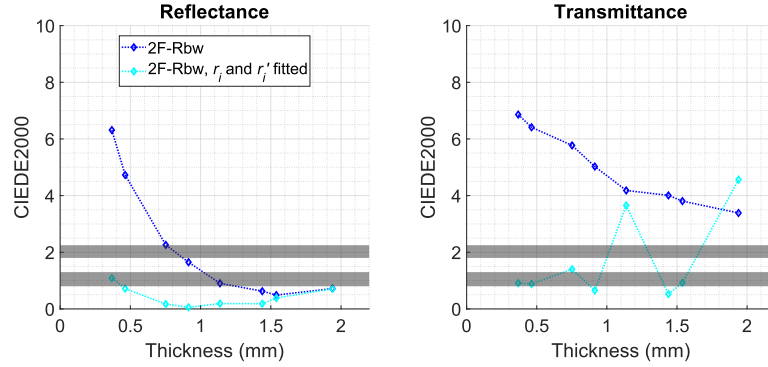 Reflectance
10
8
6
4
2
0
CIEDE2000
2F-Rbw
2F-Rbw, ri and ri' fitted
0 0.5 1 1.5 2
Thickness (mm)
Transmittance
10
8
6
4
2
0
CIEDE2000
0 0.5 1 1.5 2
Thickness (mm)